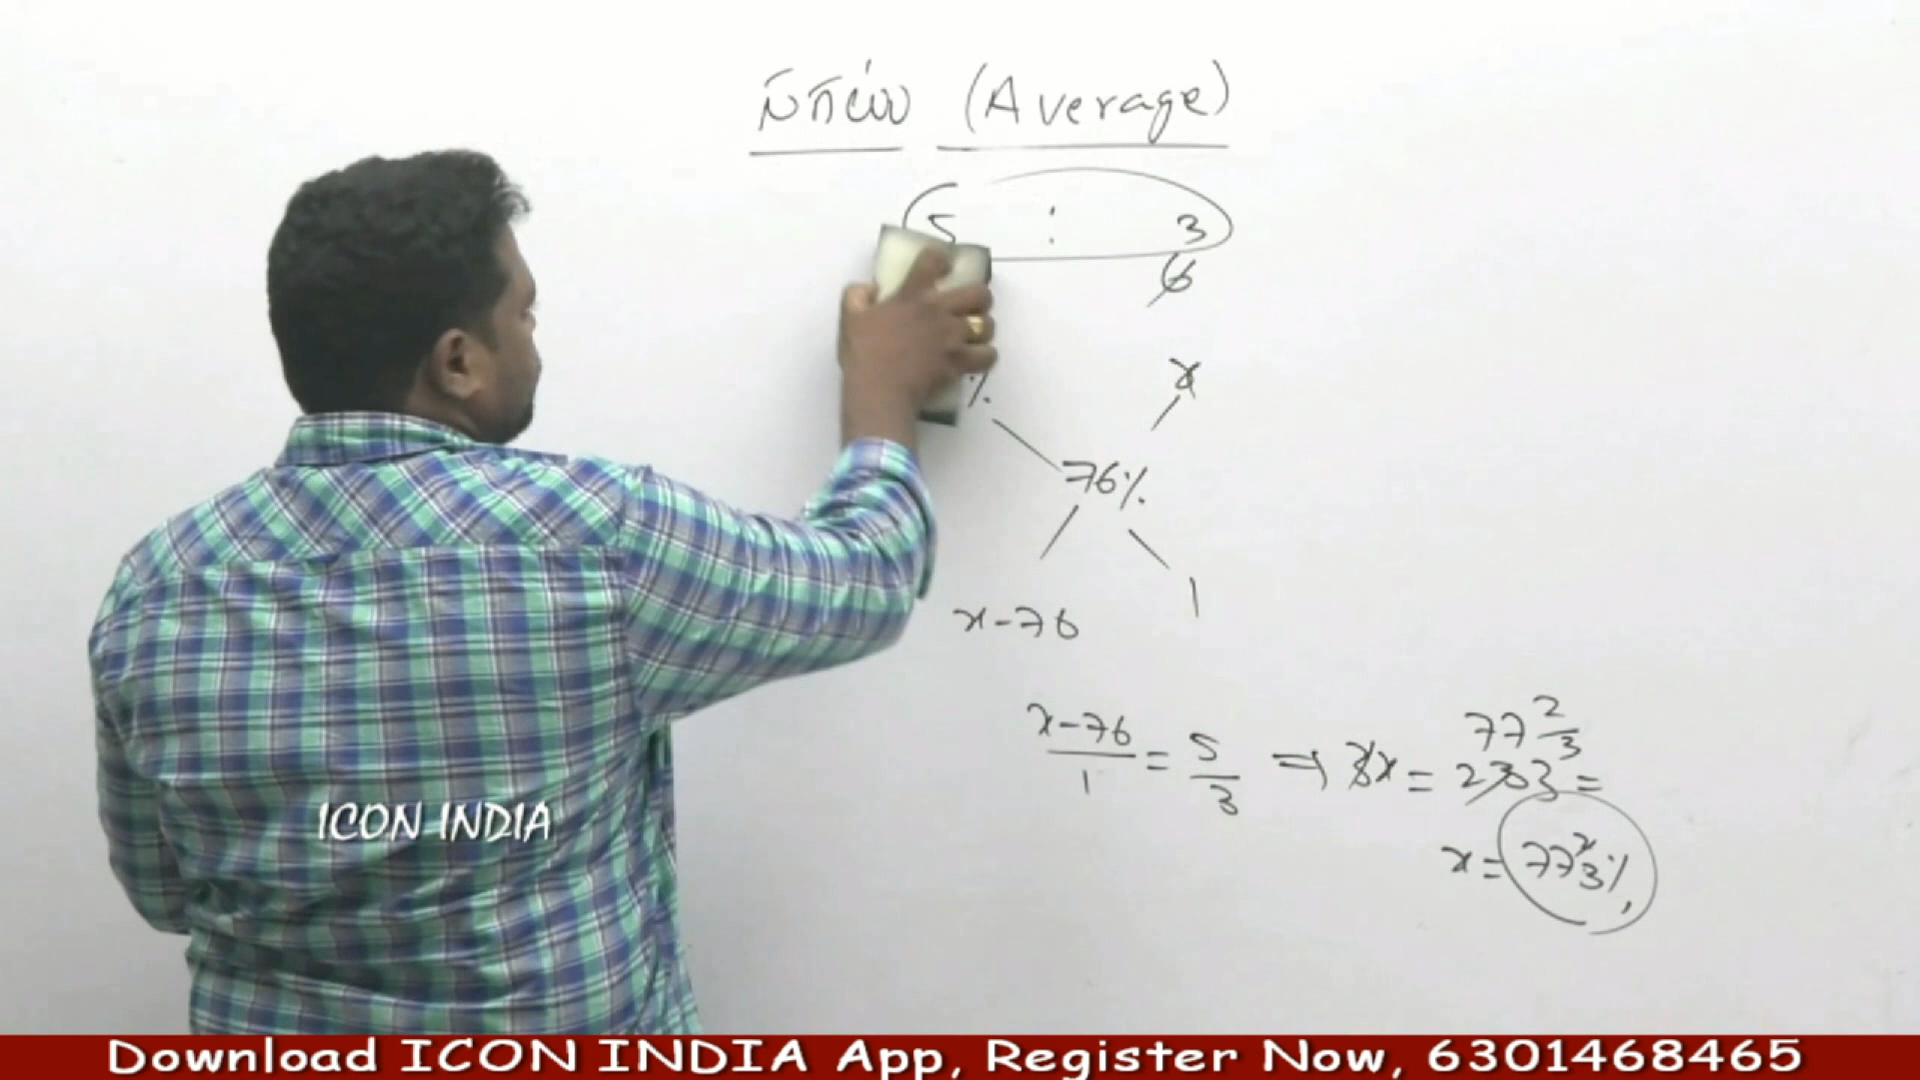 సగటు (Average)
5 : 3
6
% x
76%
x-76 1
x-76/1 = 5/3 ⇒ 3x = 233 = 77 2/3
x = 77 2/3 %
ICON INDIA
Download ICON INDIA App, Register Now, 6301468465